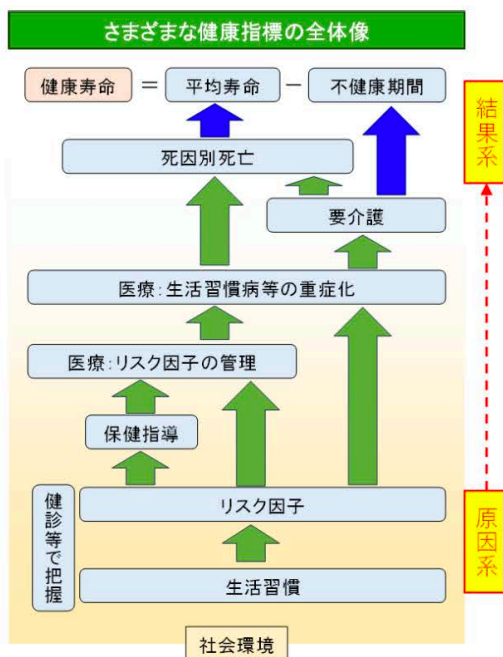 さまざまな健康指標の全体像
健康寿命 = 平均寿命 − 不健康期間
結果系
死因別死亡
要介護
医療:生活習慣病等の重症化
医療:リスク因子の管理
保健指導
健診等で把握
リスク因子
原因系
生活習慣
社会環境